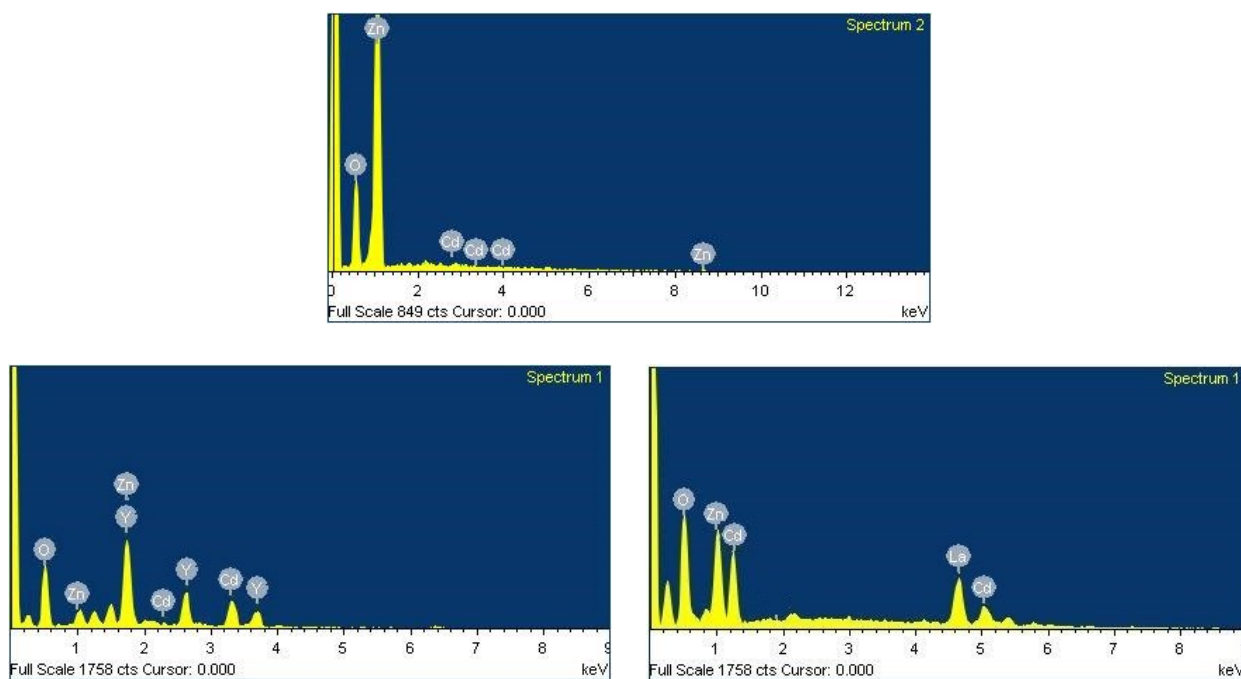 Spectrum 2
Zn
O
Cd Cd Cd Zn
0 2 4 6 8 10 12
Full Scale 849 cts Cursor: 0.000 keV
Spectrum 1
Zn
Y
O
Zn Cd Y Cd Y
1 2 3 4 5 6 7 8 9
Full Scale 1758 cts Cursor: 0.000 keV
Spectrum 1
O Zn Cd La Cd
1 2 3 4 5 6 7 8
Full Scale 1758 cts Cursor: 0.000 keV